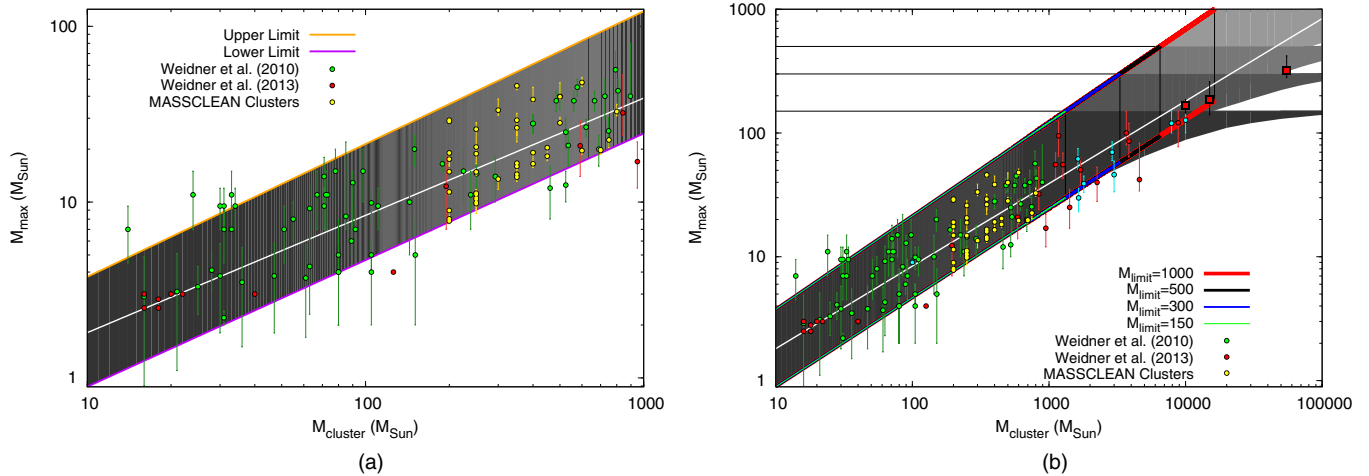 100
10
1
10
100
1000
M_max (M_Sun)
M_cluster (M_Sun)
Upper Limit
Lower Limit
Weidner et al. (2010)
Weidner et al. (2013)
MASSCLEAN Clusters
(a)
1000
100
10
1
10
100
1000
10000
100000
M_max (M_Sun)
M_cluster (M_Sun)
M_limit=1000
M_limit=500
M_limit=300
M_limit=150
Weidner et al. (2010)
Weidner et al. (2013)
MASSCLEAN Clusters
(b)